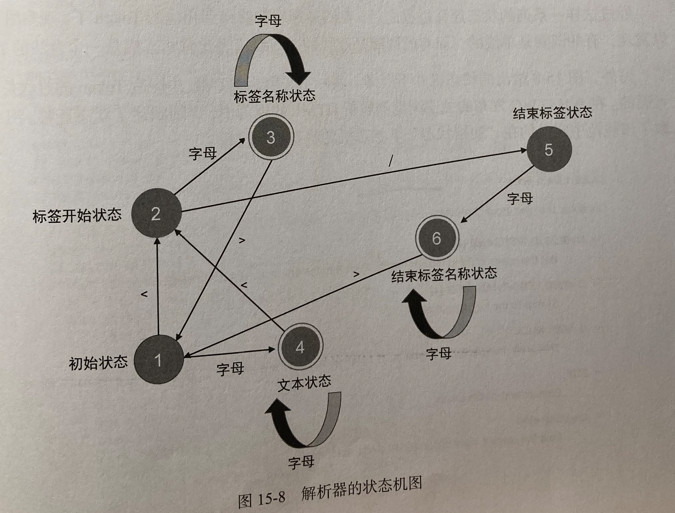 字母
标签名称状态
3
结束标签状态
5
字母
/
字母
标签开始状态
2
6
>
结束标签名称状态
<
<
>
初始状态
1
字母
4
文本状态
字母
字母
图 15-8 解析器的状态机图